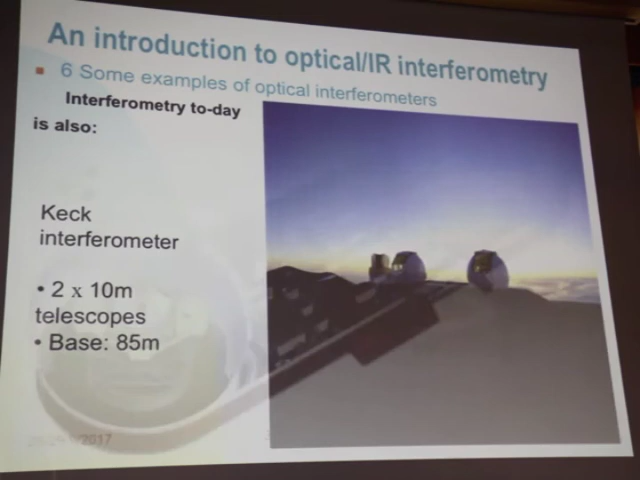 An introduction to optical/IR interferometry
▪ 6 Some examples of optical interferometers
Interferometry to-day
is also:
Keck
interferometer
• 2 x 10m
telescopes
• Base: 85m
2017